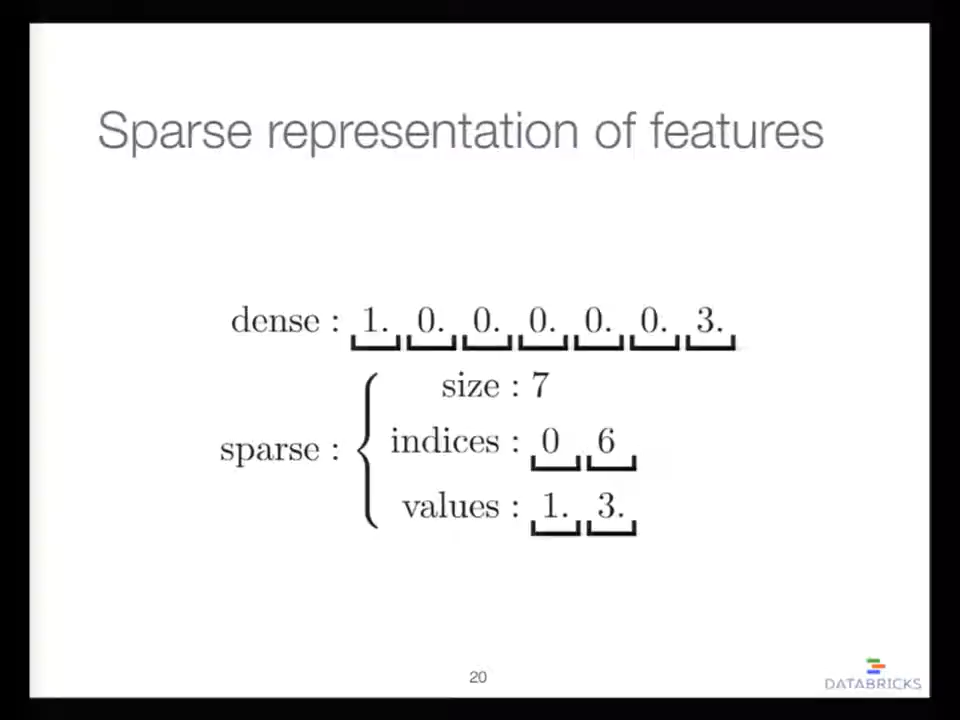 Sparse representation of features
dense : 1. 0. 0. 0. 0. 0. 3.
size : 7
sparse :
indices : 0 6
values : 1. 3.
20
DATABRICKS